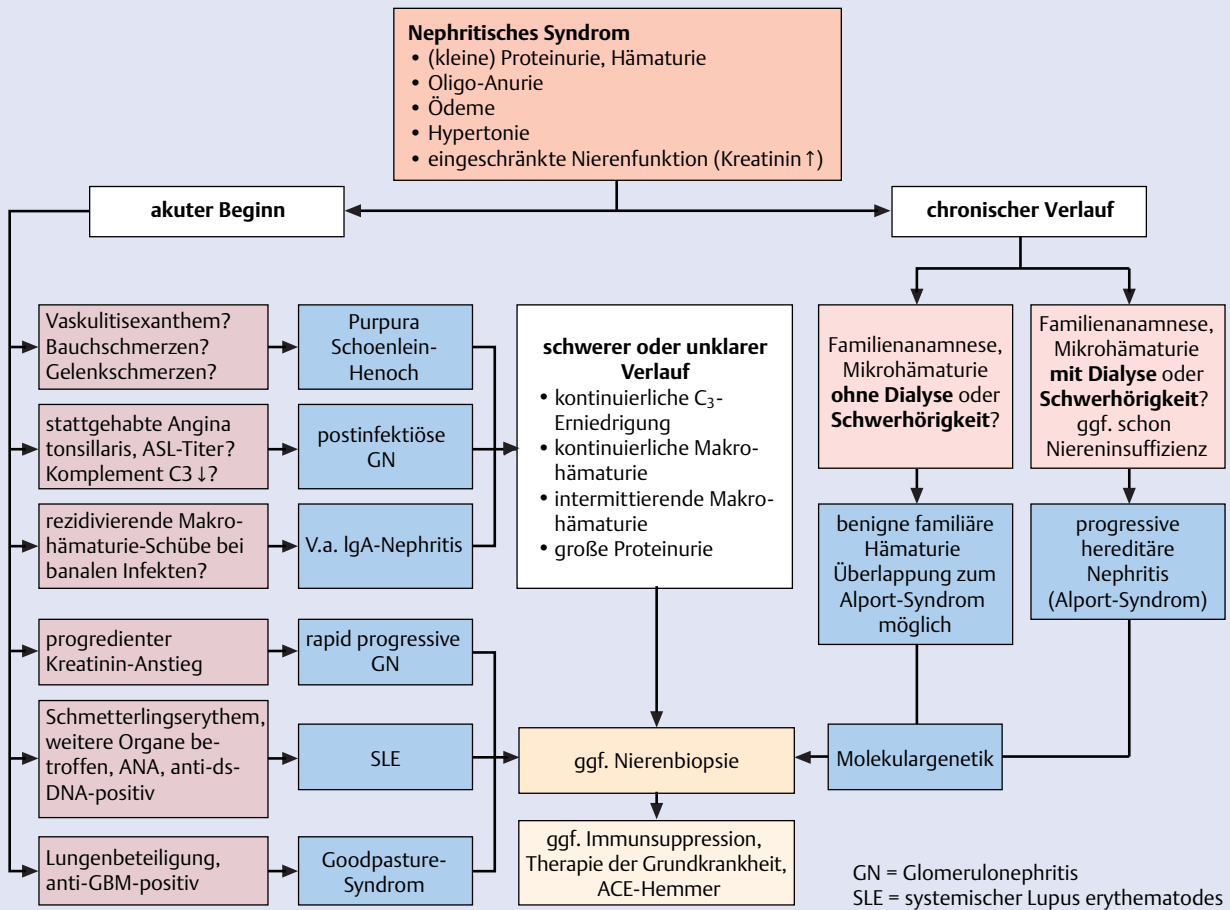 Nephritisches Syndrom
• (kleine) Proteinurie, Hämaturie
• Oligo-Anurie
• Ödeme
• Hypertonie
• eingeschränkte Nierenfunktion (Kreatinin ↑)
akuter Beginn
chronischer Verlauf
Vaskulitisexanthem?
Bauchschmerzen?
Gelenkschmerzen?
Purpura
Schoenlein-
Henoch
stattgehabte Angina
tonsillaris, ASL-Titer?
Komplement C3 ↓?
postinfektiöse
GN
rezidivierende Makro-
hämaturie-Schübe bei
banalen Infekten?
V.a. IgA-Nephritis
schwerer oder unklarer
Verlauf
• kontinuierliche C₃-
Erniedrigung
• kontinuierliche Makro-
hämaturie
• intermittierende Makro-
hämaturie
• große Proteinurie
Familienanamnese,
Mikrohämaturie
ohne Dialyse oder
Schwerhörigkeit?
Familienanamnese,
Mikrohämaturie
mit Dialyse oder
Schwerhörigkeit?
ggf. schon
Niereninsuffizienz
benigne familiäre
Hämaturie
Überlappung zum
Alport-Syndrom
möglich
progressive
hereditäre
Nephritis
(Alport-Syndrom)
progredienter
Kreatinin-Anstieg
rapid progressive
GN
Schmetterlingserythem,
weitere Organe be-
troffen, ANA, anti-ds-
DNA-positiv
SLE
ggf. Nierenbiopsie
Molekulargenetik
Lungenbeteiligung,
anti-GBM-positiv
Goodpasture-
Syndrom
ggf. Immunsuppression,
Therapie der Grundkrankheit,
ACE-Hemmer
GN = Glomerulonephritis
SLE = systemischer Lupus erythematodes